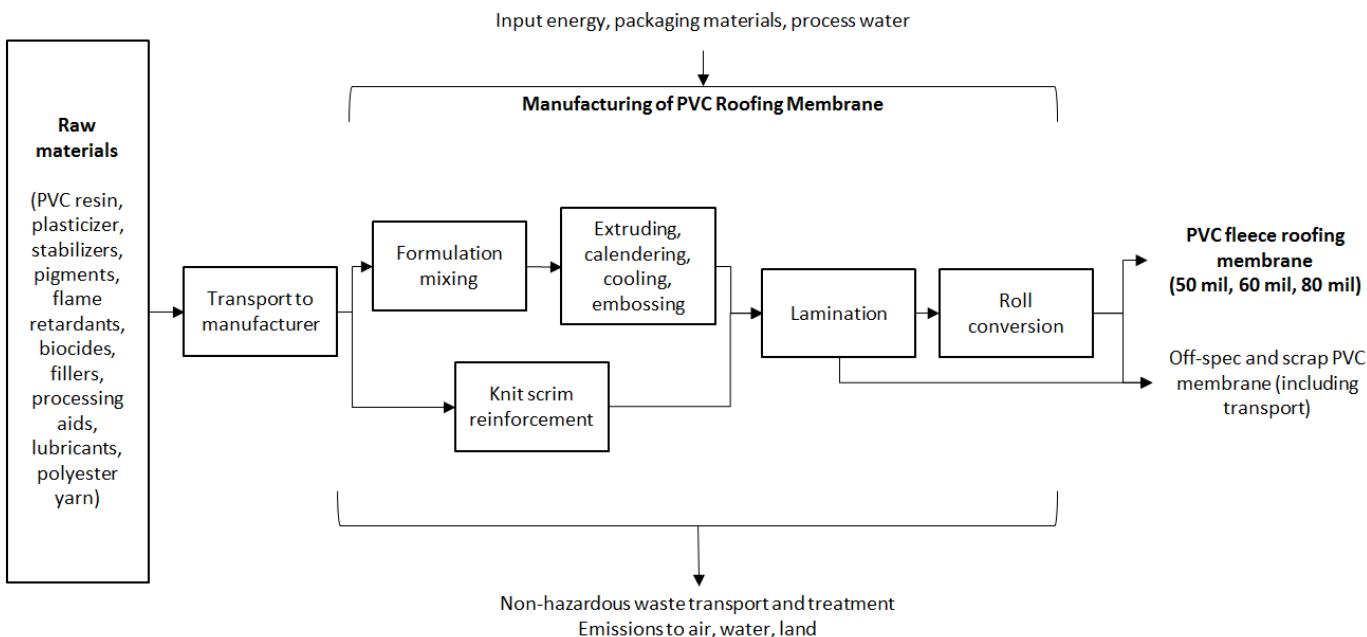 Input energy, packaging materials, process water
Manufacturing of PVC Roofing Membrane
Raw
materials
(PVC resin,
plasticizer,
stabilizers,
pigments,
flame
retardants,
biocides,
fillers,
processing
aids,
lubricants,
polyester
yarn)
Transport to
manufacturer
Formulation
mixing
Extruding,
calendering,
cooling,
embossing
Knit scrim
reinforcement
Lamination
Roll
conversion
PVC fleece roofing
membrane
(50 mil, 60 mil, 80 mil)
Off-spec and scrap PVC
membrane (including
transport)
Non-hazardous waste transport and treatment
Emissions to air, water, land